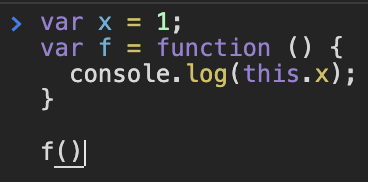 var x = 1;
var f = function () {
  console.log(this.x);
}

f()